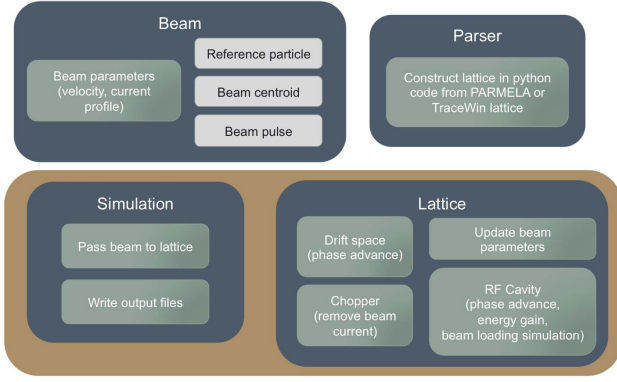 Beam
Beam parameters
(velocity, current
profile)
Reference particle
Beam centroid
Beam pulse
Parser
Construct lattice in python
code from PARMELA or
TraceWin lattice
Simulation
Pass beam to lattice
Write output files
Lattice
Drift space
(phase advance)
Chopper
(remove beam
current)
Update beam
parameters
RF Cavity
(phase advance,
energy gain,
beam loading simulation)